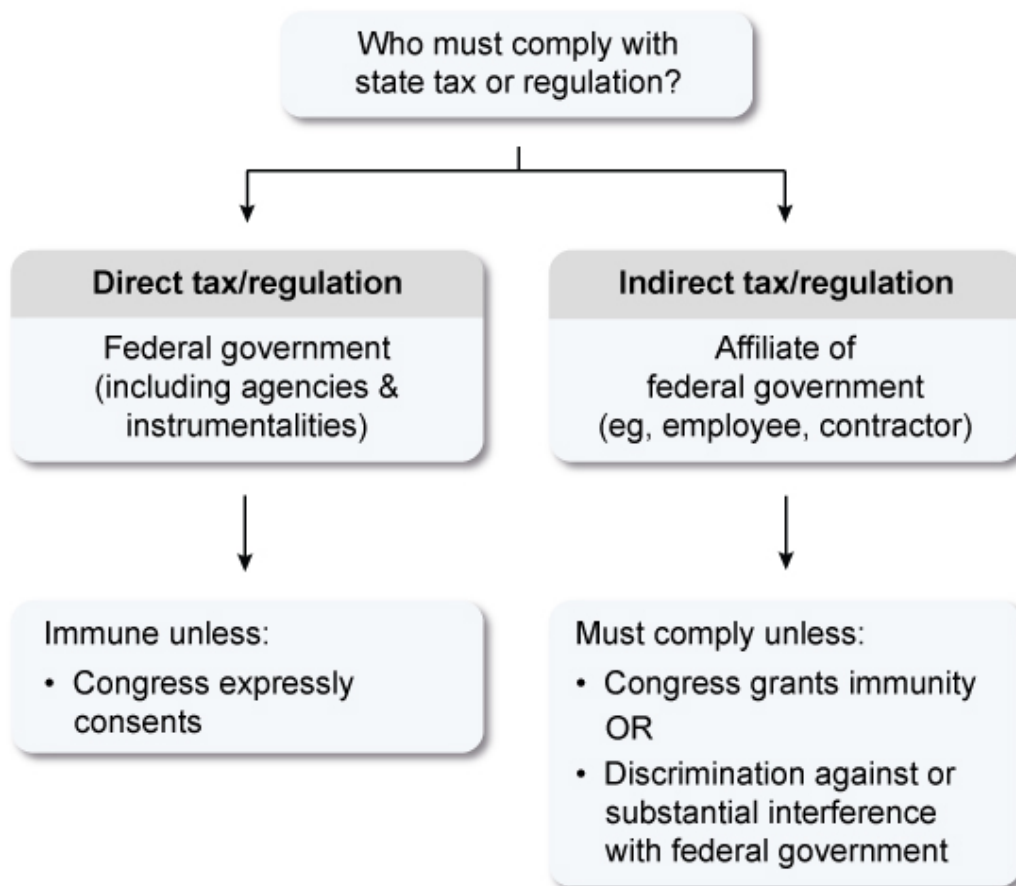 Who must comply with
state tax or regulation?
Direct tax/regulation
Federal government
(including agencies &
instrumentalities)
Immune unless:
• Congress expressly
consents
Indirect tax/regulation
Affiliate of
federal government
(eg, employee, contractor)
Must comply unless:
• Congress grants immunity
OR
• Discrimination against or
substantial interference
with federal government